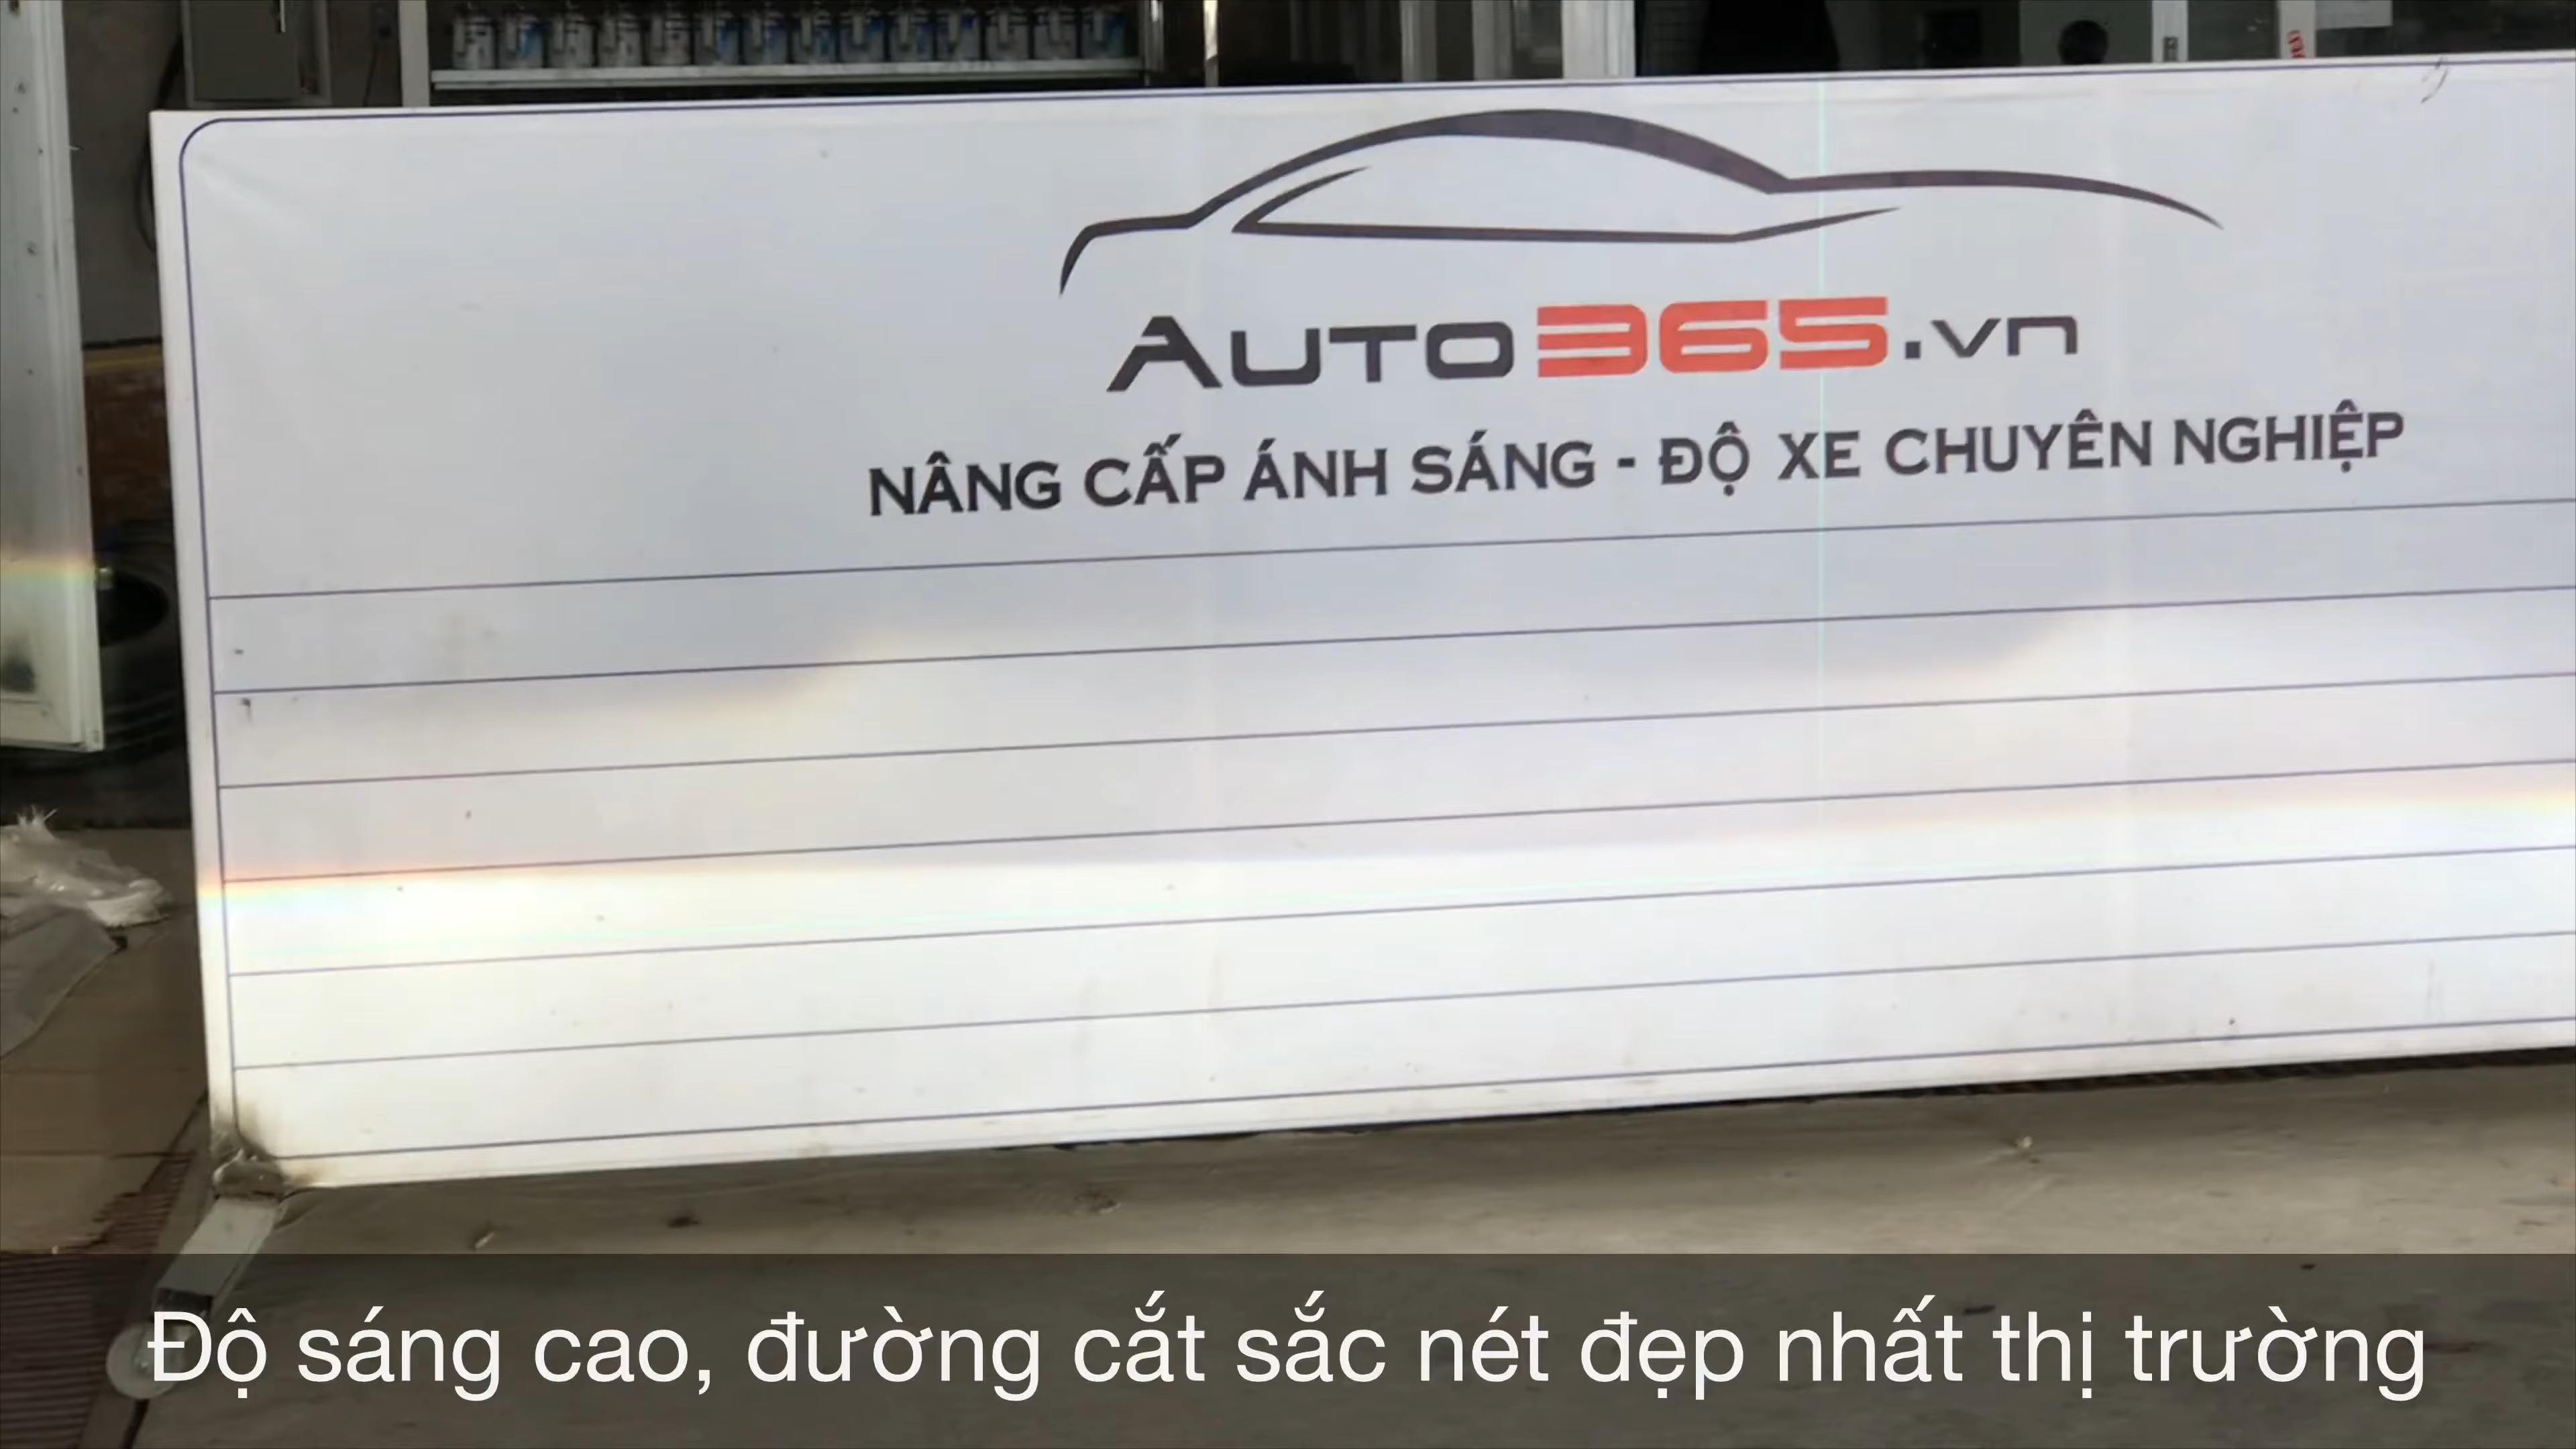 AUTO365.vn
NÂNG CẤP ÁNH SÁNG - ĐỘ XE CHUYÊN NGHIỆP
Độ sáng cao, đường cắt sắc nét đẹp nhất thị trường